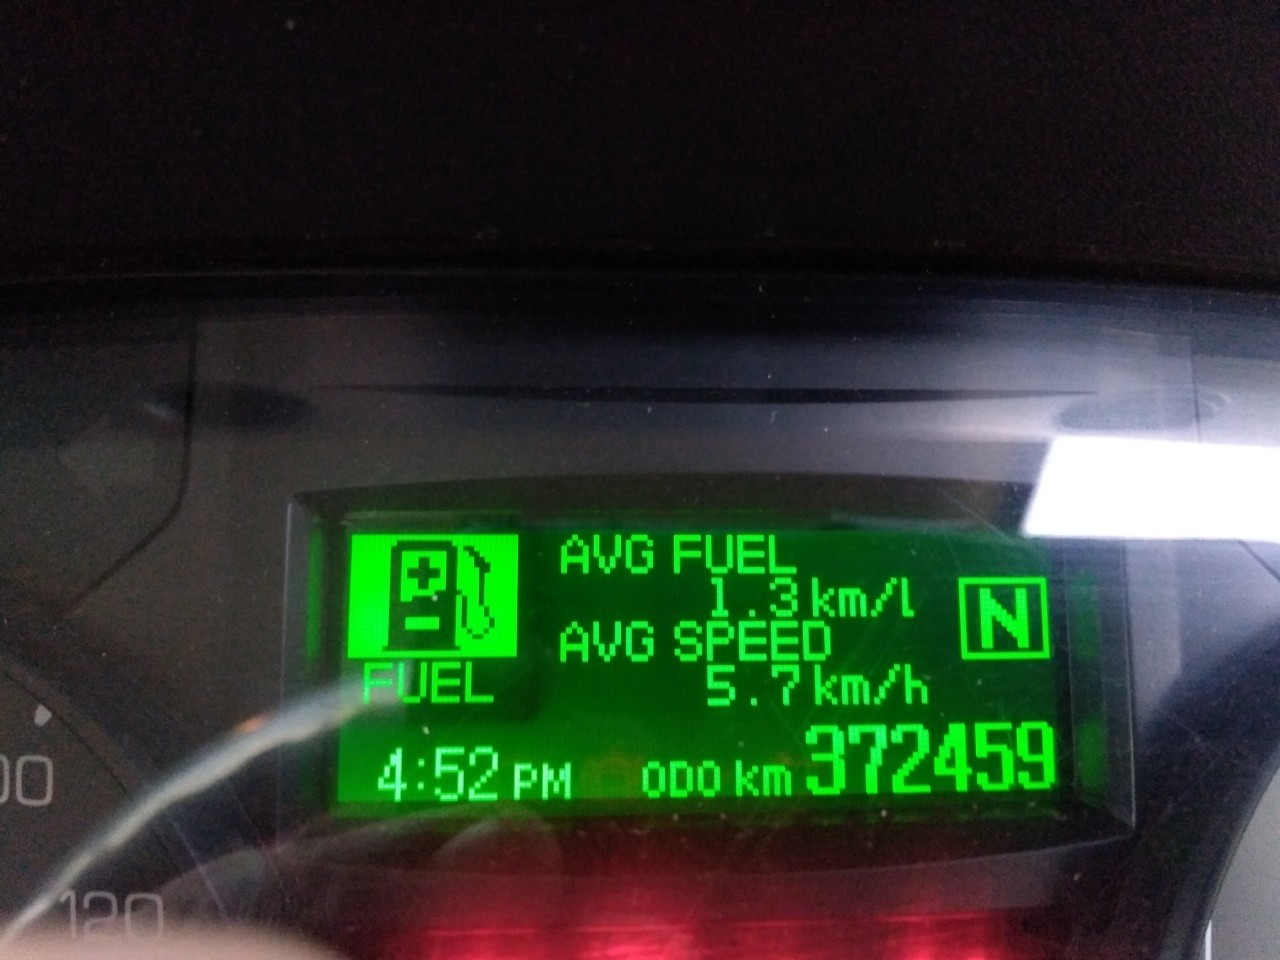 AVG FUEL
1.3 km/l
AVG SPEED
5.7 km/h
N
FUEL
4:52 PM ODO km 372459
120